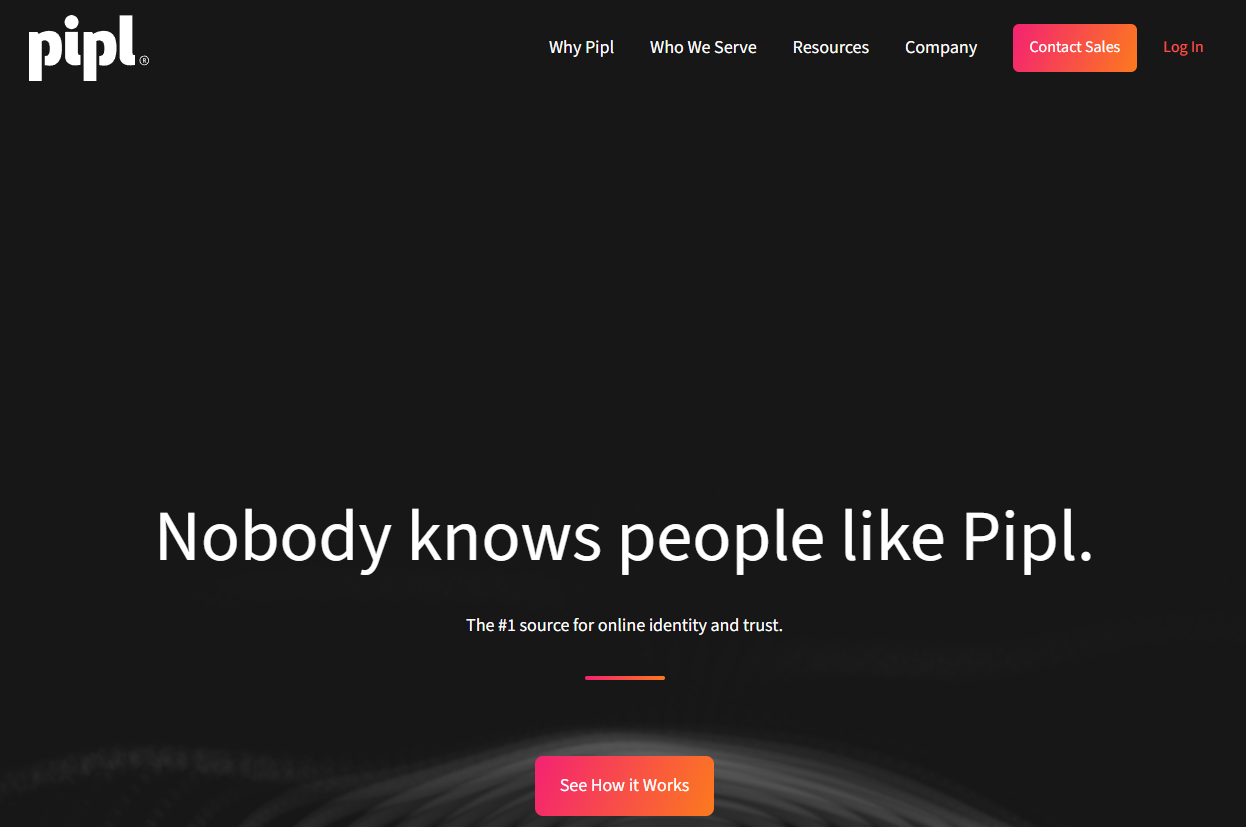 pipl®
Why Pipl
Who We Serve
Resources
Company
Contact Sales
Log In
Nobody knows people like Pipl.
The #1 source for online identity and trust.
See How it Works